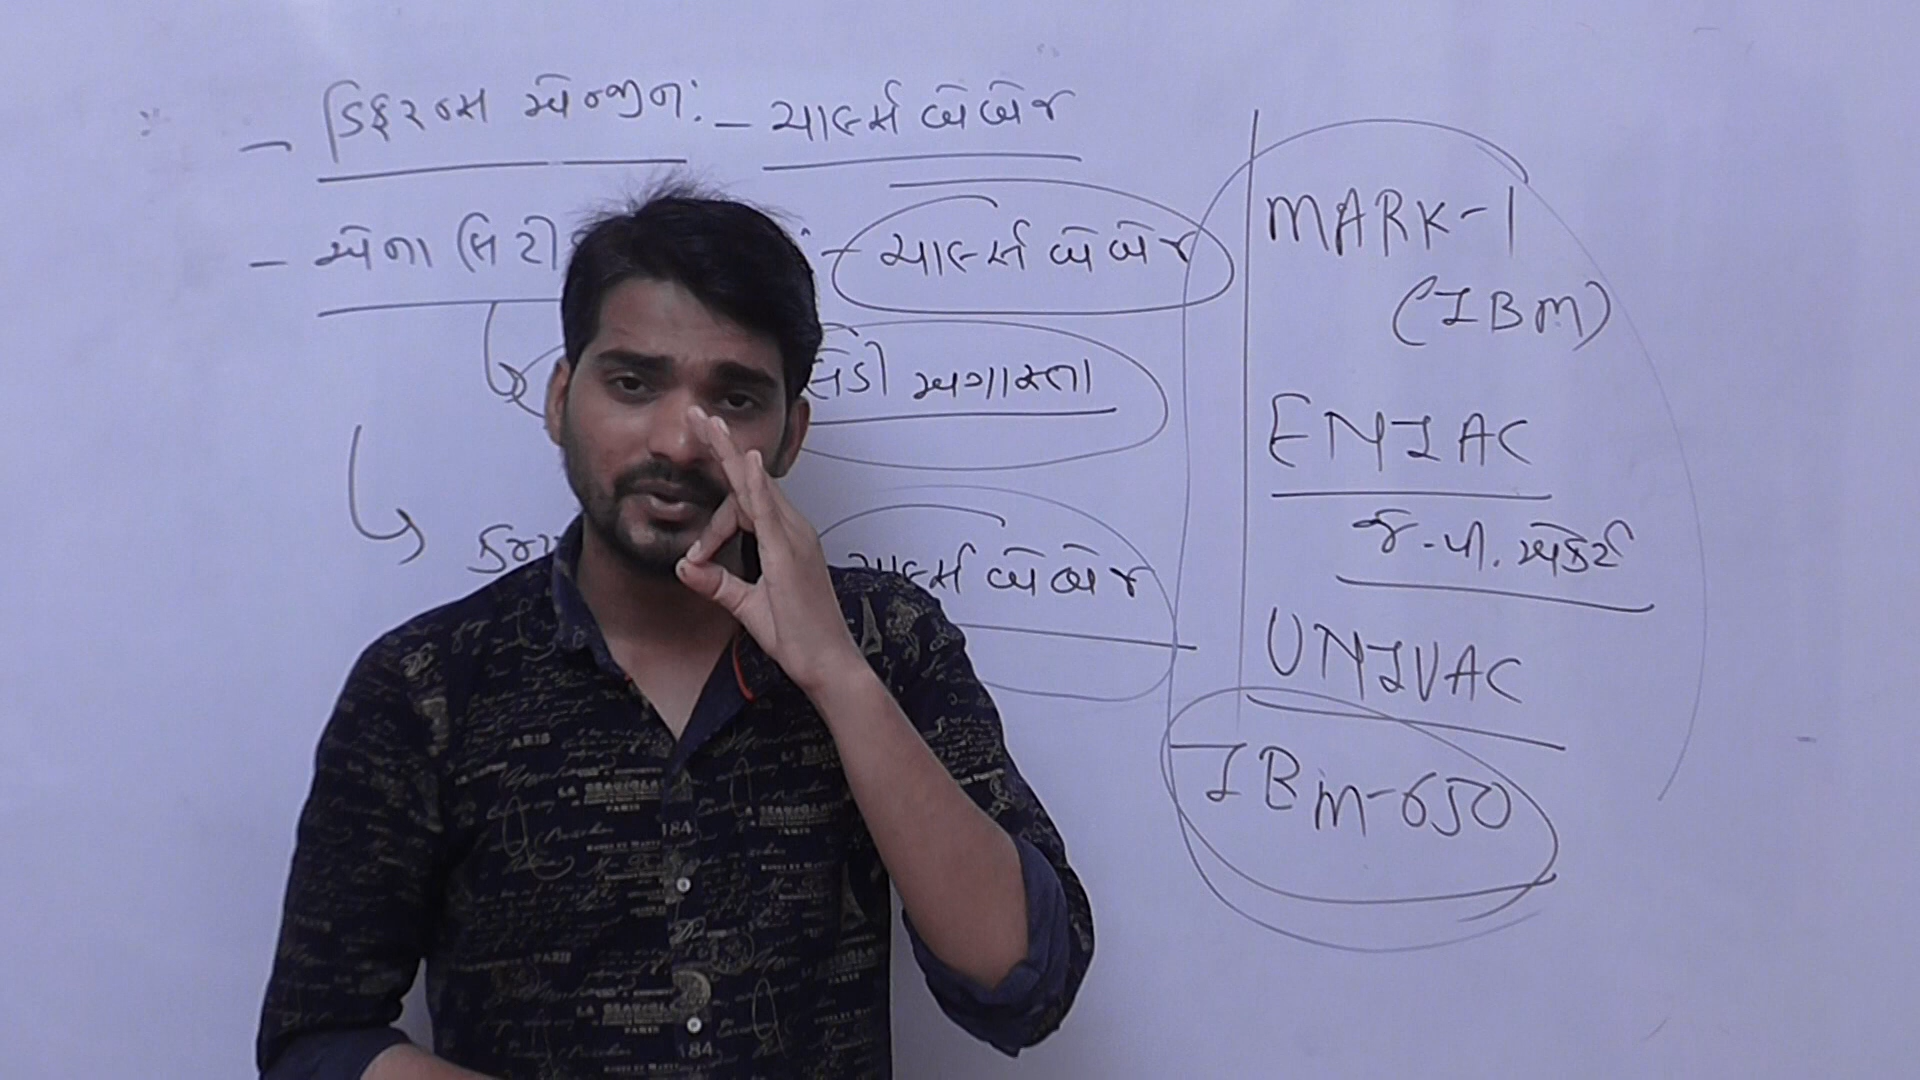 - ડિફરન્સ એન્જીન: - ચાર્લ્સ બેબેજ
- એનાલિટી : - ચાર્લ્સ બેબેજ
લેડી અગાસ્તા
ચાર્લ્સ બેબેજ
MARK-1
(IBM)
ENIAC
જે.પી. એકર્ટ
UNIVAC
IBM-650